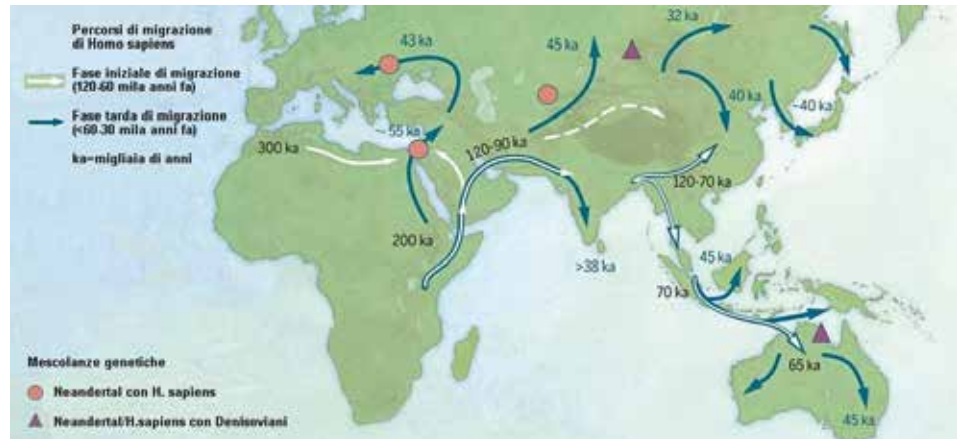 Percorsi di migrazione
di Homo sapiens
Fase iniziale di migrazione
(120-60 mila anni fa)
Fase tarda di migrazione
(<60-30 mila anni fa)
ka=migliaia di anni
32 ka
43 ka
45 ka
40 ka
~40 ka
~ 55 ka
300 ka
120-90 ka
120-70 ka
200 ka
>38 ka
45 ka
70 ka
65 ka
45 ka
Mescolanze genetiche
Neandertal con H. sapiens
Neandertal/H.sapiens con Denisoviani